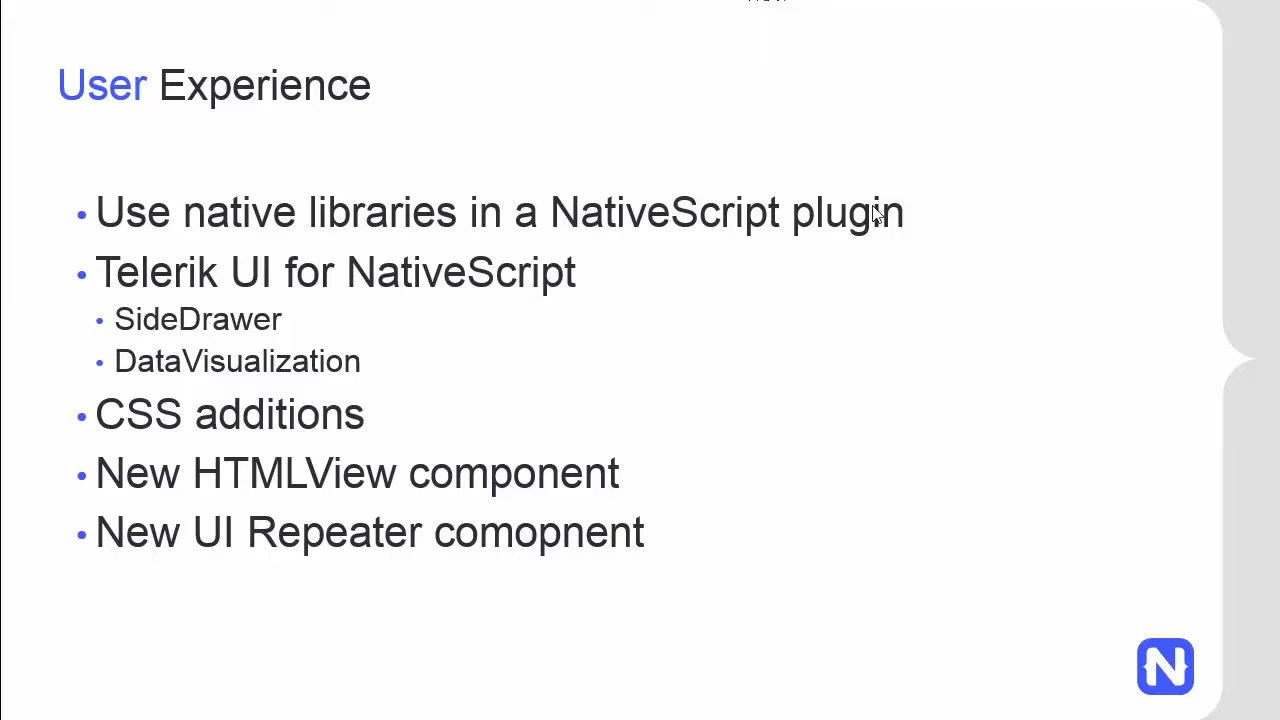 User Experience
• Use native libraries in a NativeScript plugin
• Telerik UI for NativeScript
• SideDrawer
• DataVisualization
• CSS additions
• New HTMLView component
• New UI Repeater comopnent
N